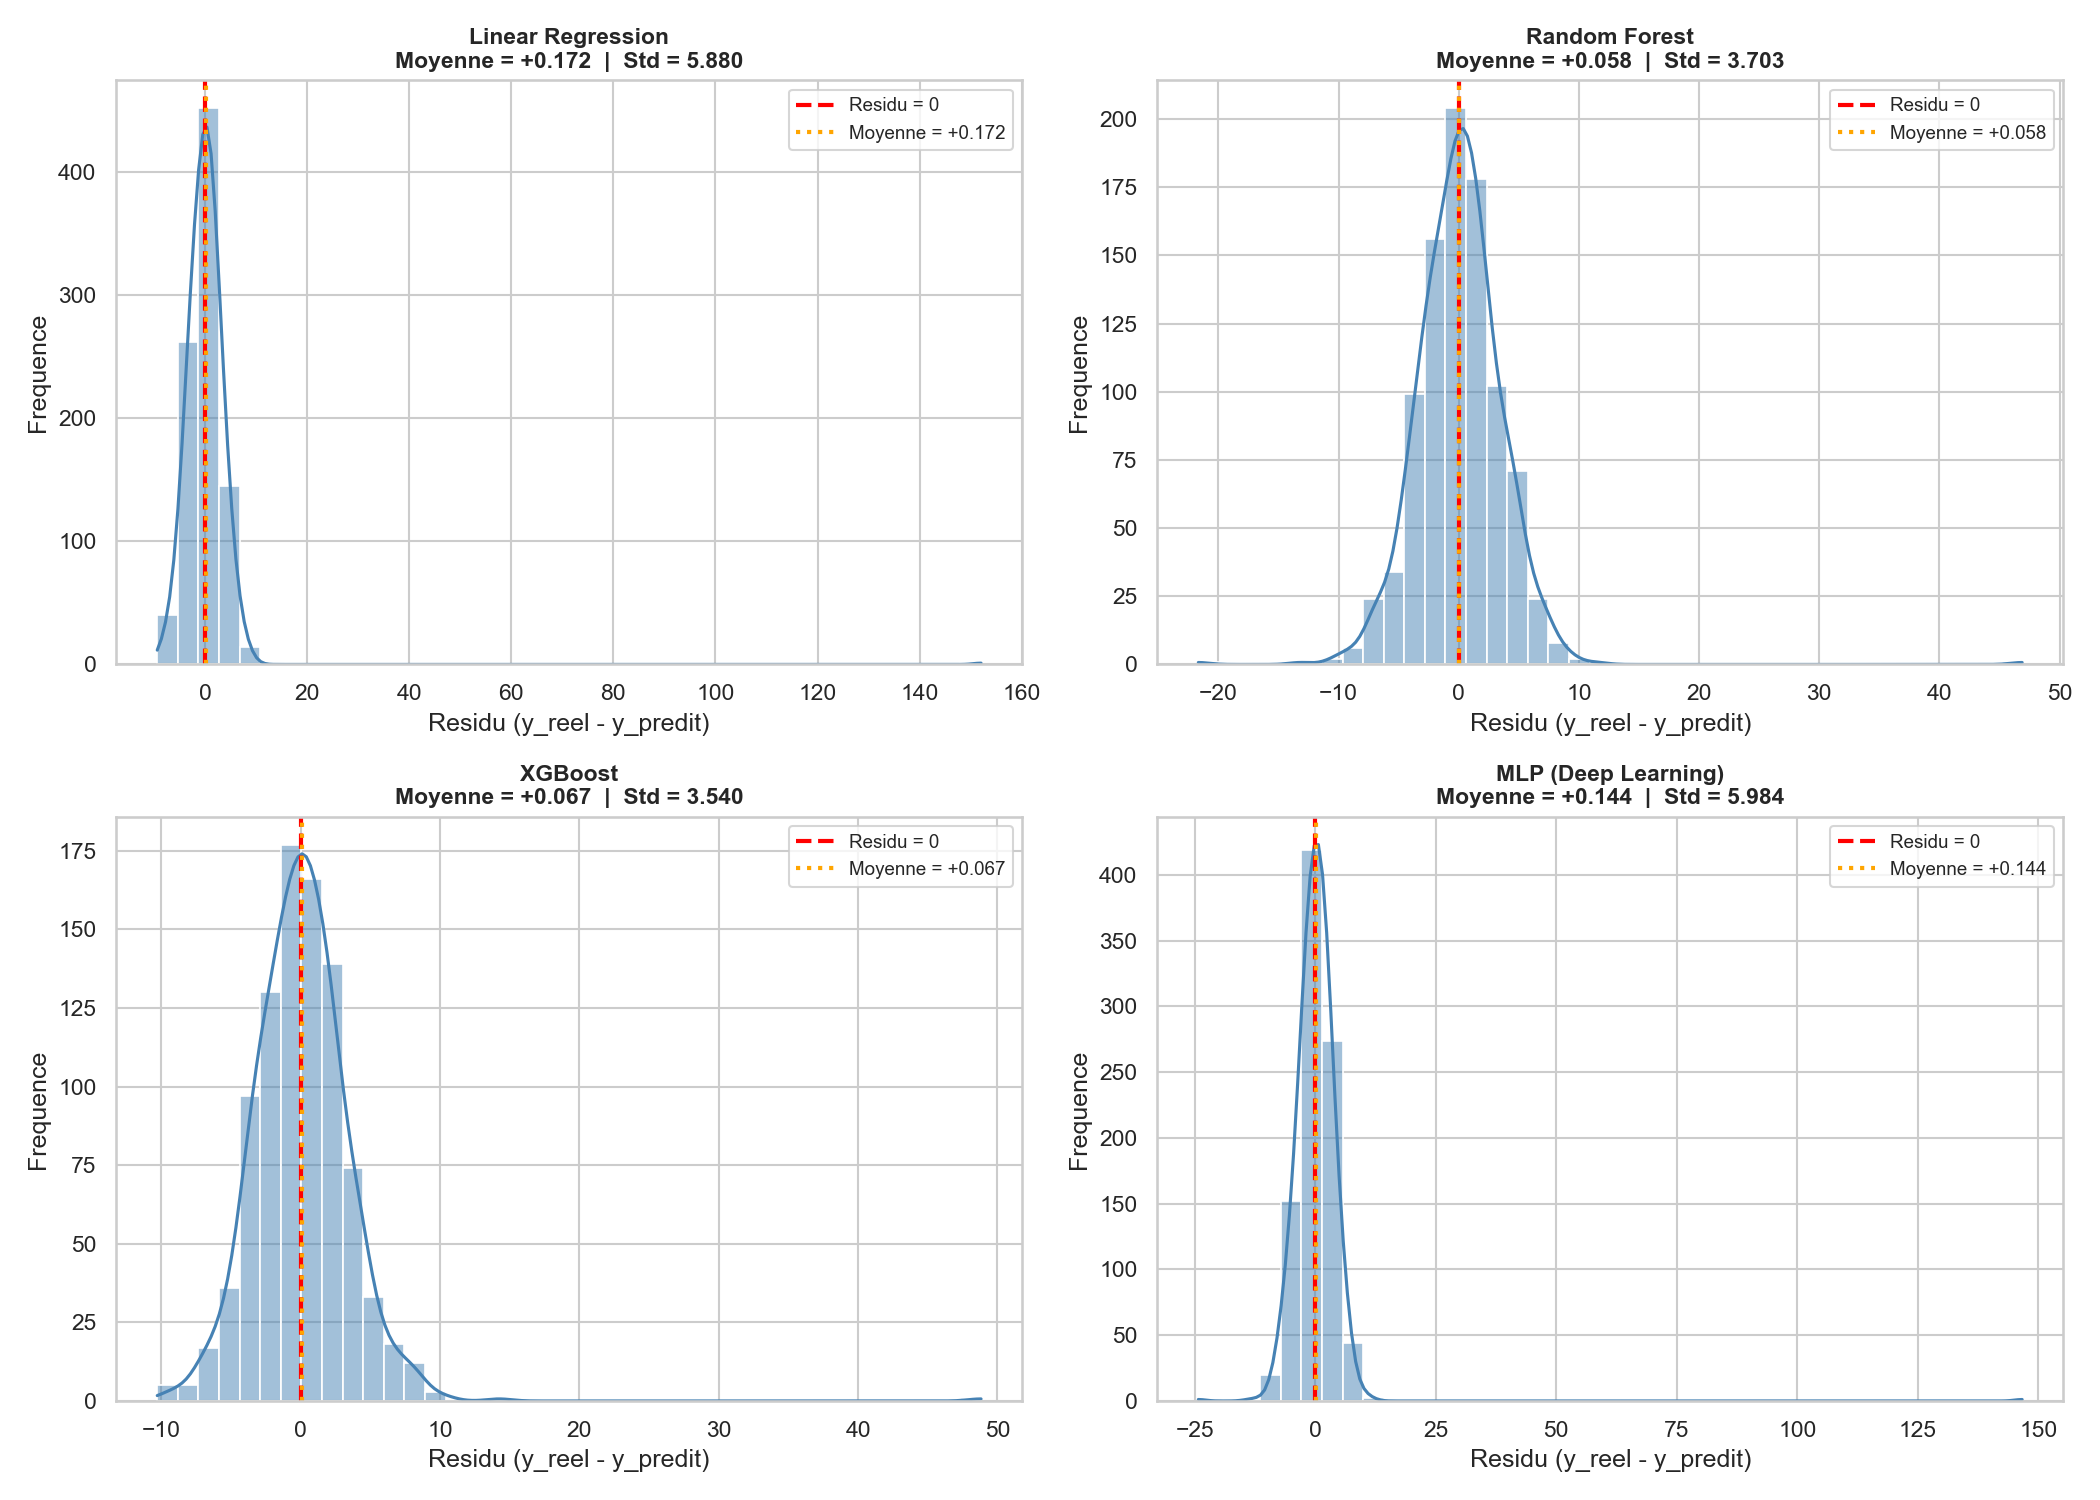 Linear Regression
Moyenne = +0.172 | Std = 5.880
Residu = 0
Moyenne = +0.172
Frequence
400
300
200
100
0
0 20 40 60 80 100 120 140 160
Residu (y_reel - y_predit)
Random Forest
Moyenne = +0.058 | Std = 3.703
Residu = 0
Moyenne = +0.058
Frequence
200
175
150
125
100
75
50
25
0
−20 −10 0 10 20 30 40 50
Residu (y_reel - y_predit)
XGBoost
Moyenne = +0.067 | Std = 3.540
Residu = 0
Moyenne = +0.067
Frequence
175
150
125
100
75
50
25
0
−10 0 10 20 30 40 50
Residu (y_reel - y_predit)
MLP (Deep Learning)
Moyenne = +0.144 | Std = 5.984
Residu = 0
Moyenne = +0.144
Frequence
400
350
300
250
200
150
100
50
0
−25 0 25 50 75 100 125 150
Residu (y_reel - y_predit)